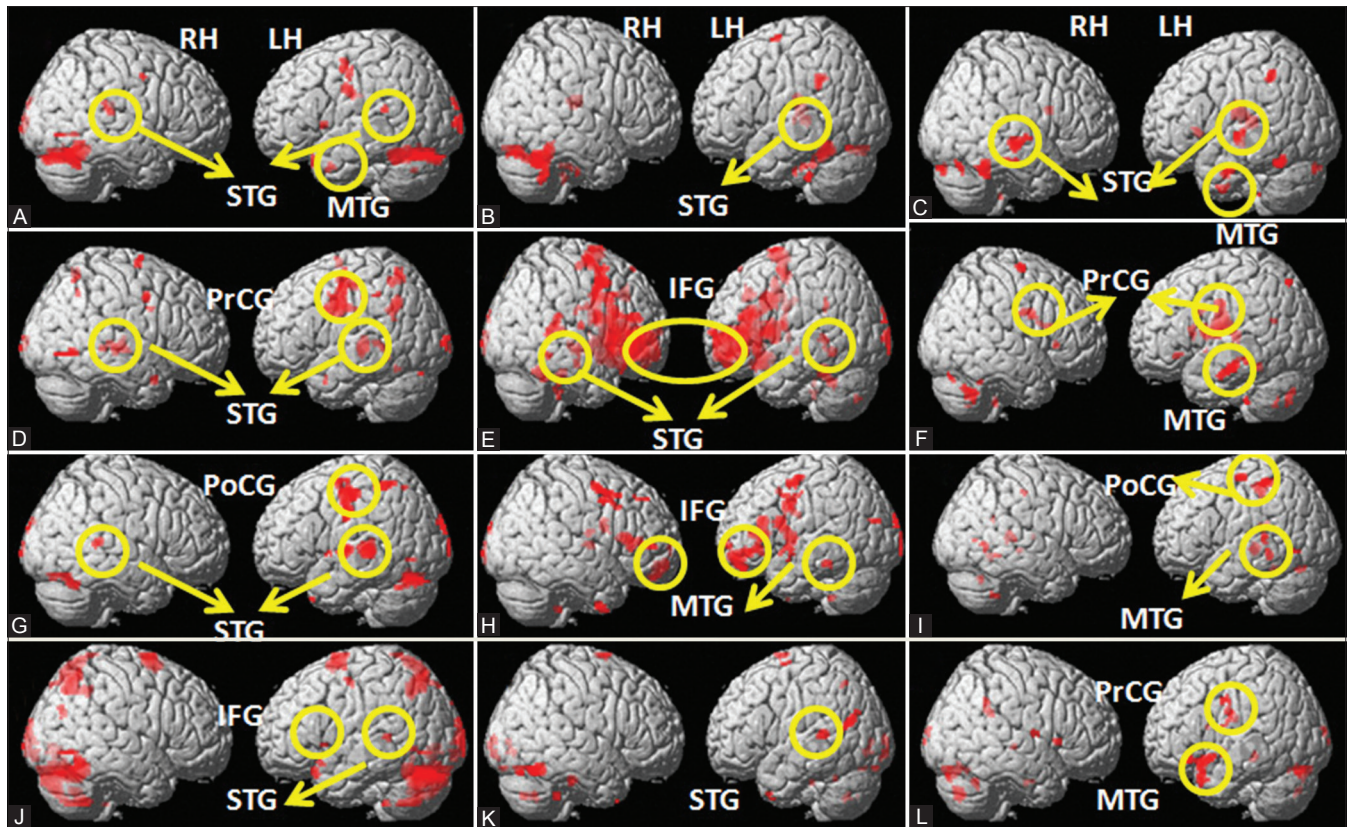 RH LH
STG
MTG
A
RH LH
STG
B
RH LH
STG
MTG
C
PrCG
STG
D
IFG
STG
E
PrCG
MTG
F
PoCG
STG
G
IFG
MTG
H
PoCG
MTG
I
IFG
STG
J
STG
K
PrCG
MTG
L